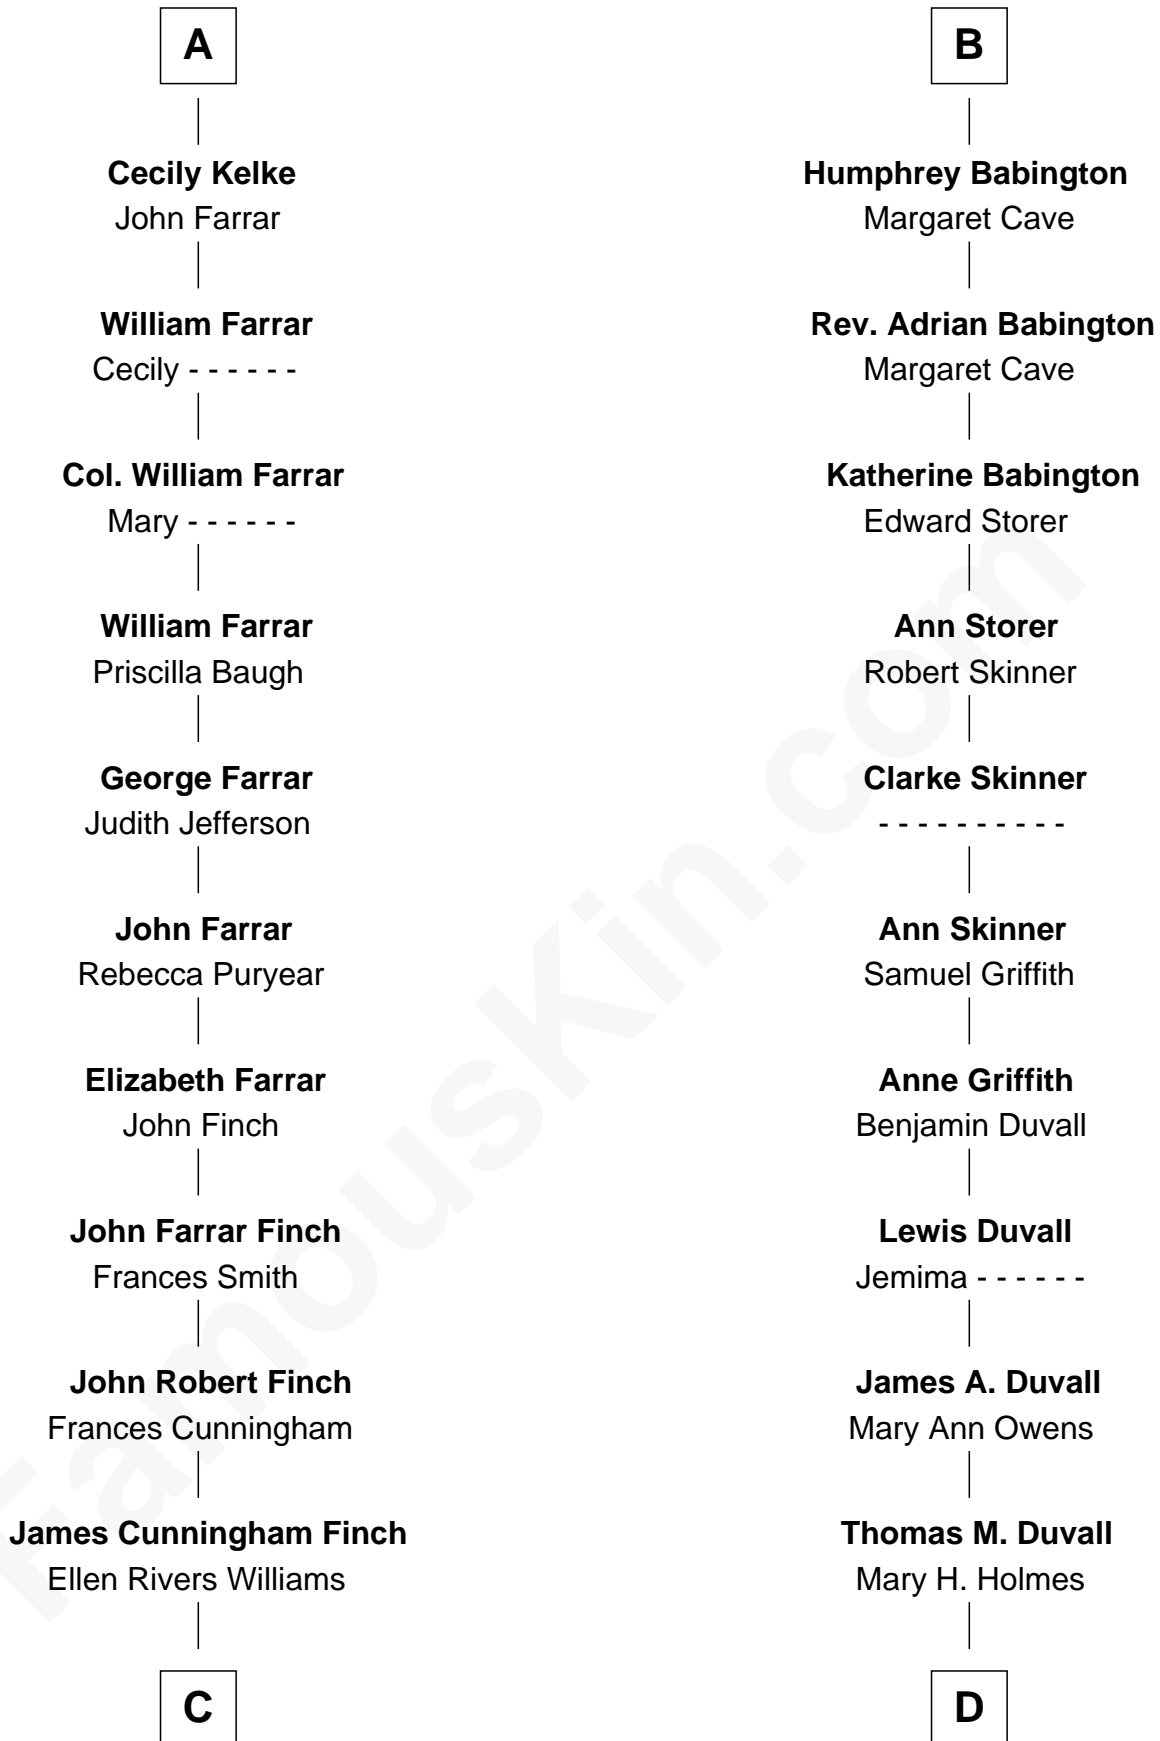 A
Cecily Kelke
John Farrar
William Farrar
Cecily - - - - - -
Col. William Farrar
Mary - - - - - -
William Farrar
Priscilla Baugh
George Farrar
Judith Jefferson
John Farrar
Rebecca Puryear
Elizabeth Farrar
John Finch
John Farrar Finch
Frances Smith
John Robert Finch
Frances Cunningham
James Cunningham Finch
Ellen Rivers Williams
C
B
Humphrey Babington
Margaret Cave
Rev. Adrian Babington
Margaret Cave
Katherine Babington
Edward Storer
Ann Storer
Robert Skinner
Clarke Skinner
- - - - - - - - - -
Ann Skinner
Samuel Griffith
Anne Griffith
Benjamin Duvall
Lewis Duvall
Jemima - - - - - -
James A. Duvall
Mary Ann Owens
Thomas M. Duvall
Mary H. Holmes
D
FamousKin.com